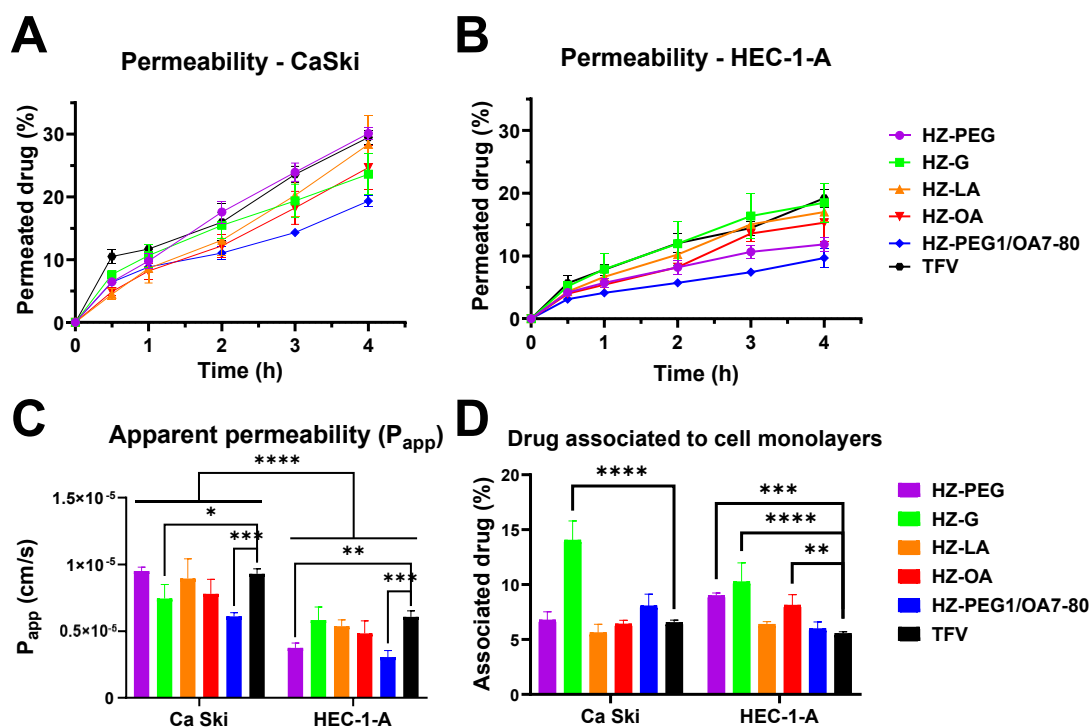 A
Permeability - CaSki
Permeated drug (%)
30
20
10
0
0 1 2 3 4
Time (h)
B
Permeability - HEC-1-A
Permeated drug (%)
40
30
20
10
0
0 1 2 3 4
Time (h)
HZ-PEG
HZ-G
HZ-LA
HZ-OA
HZ-PEG1/OA7-80
TFV
C
Apparent permeability (Papp)
****
*
***
**
***
Papp (cm/s)
1.5×10-5
1×10-5
0.5×10-5
0
Ca Ski HEC-1-A
D
Drug associated to cell monolayers
****
***
****
**
Associated drug (%)
20
15
10
5
0
Ca Ski HEC-1-A
HZ-PEG
HZ-G
HZ-LA
HZ-OA
HZ-PEG1/OA7-80
TFV